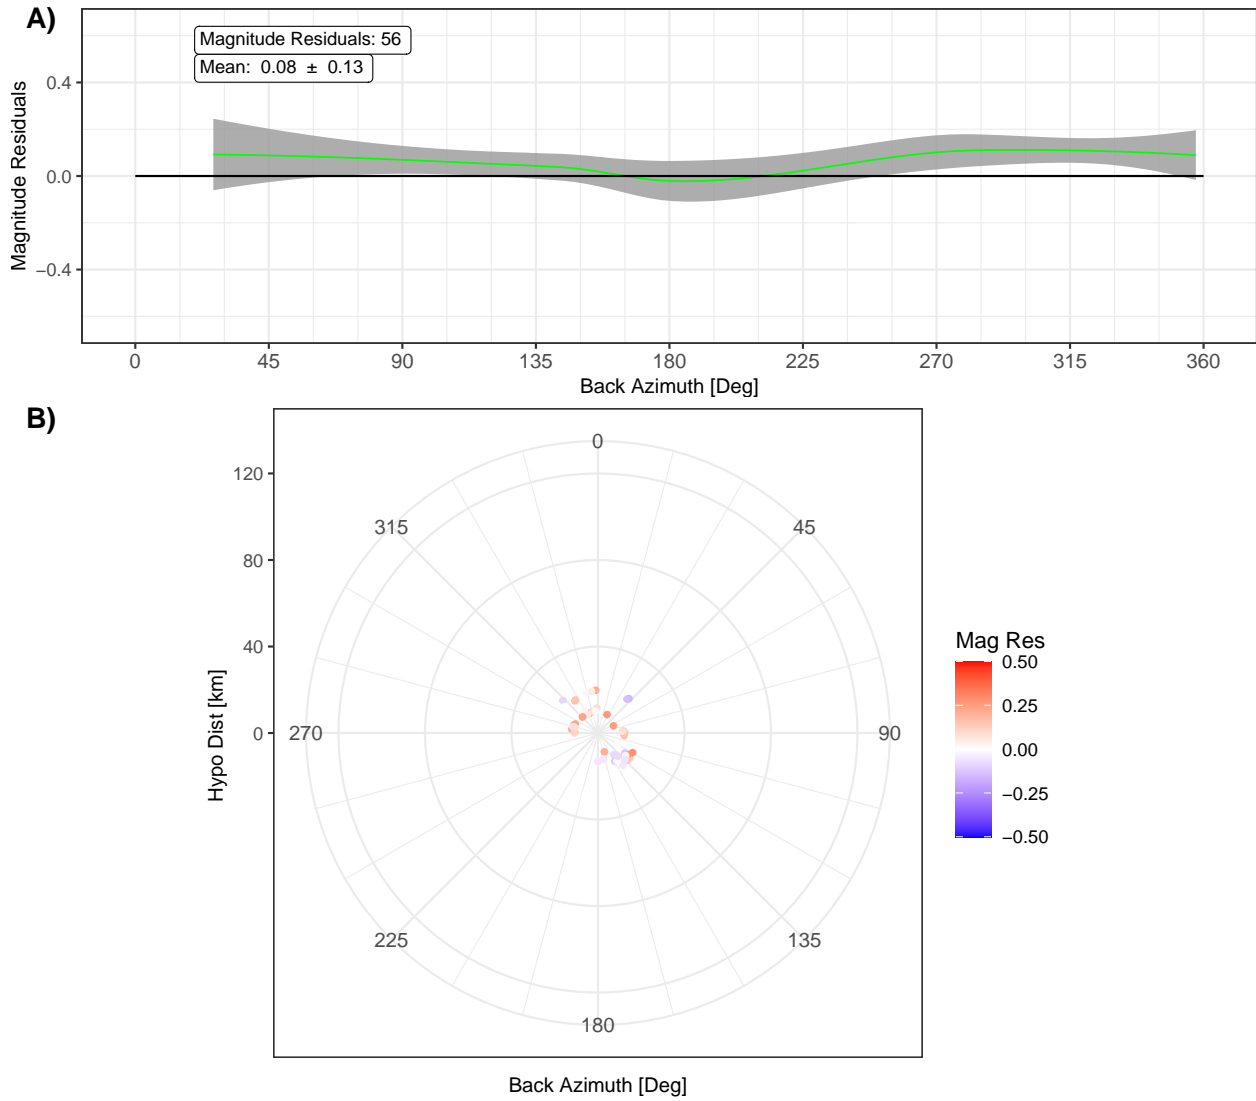 A)
Magnitude Residuals: 56
Mean:  0.08  ±  0.13
Magnitude Residuals
0.4
0.0
−0.4
0 45 90 135 180 225 270 315 360
Back Azimuth [Deg]
B)
Hypo Dist [km]
120
80
40
0
0
45
90
135
180
225
270
315
Back Azimuth [Deg]
Mag Res
0.50
0.25
0.00
−0.25
−0.50